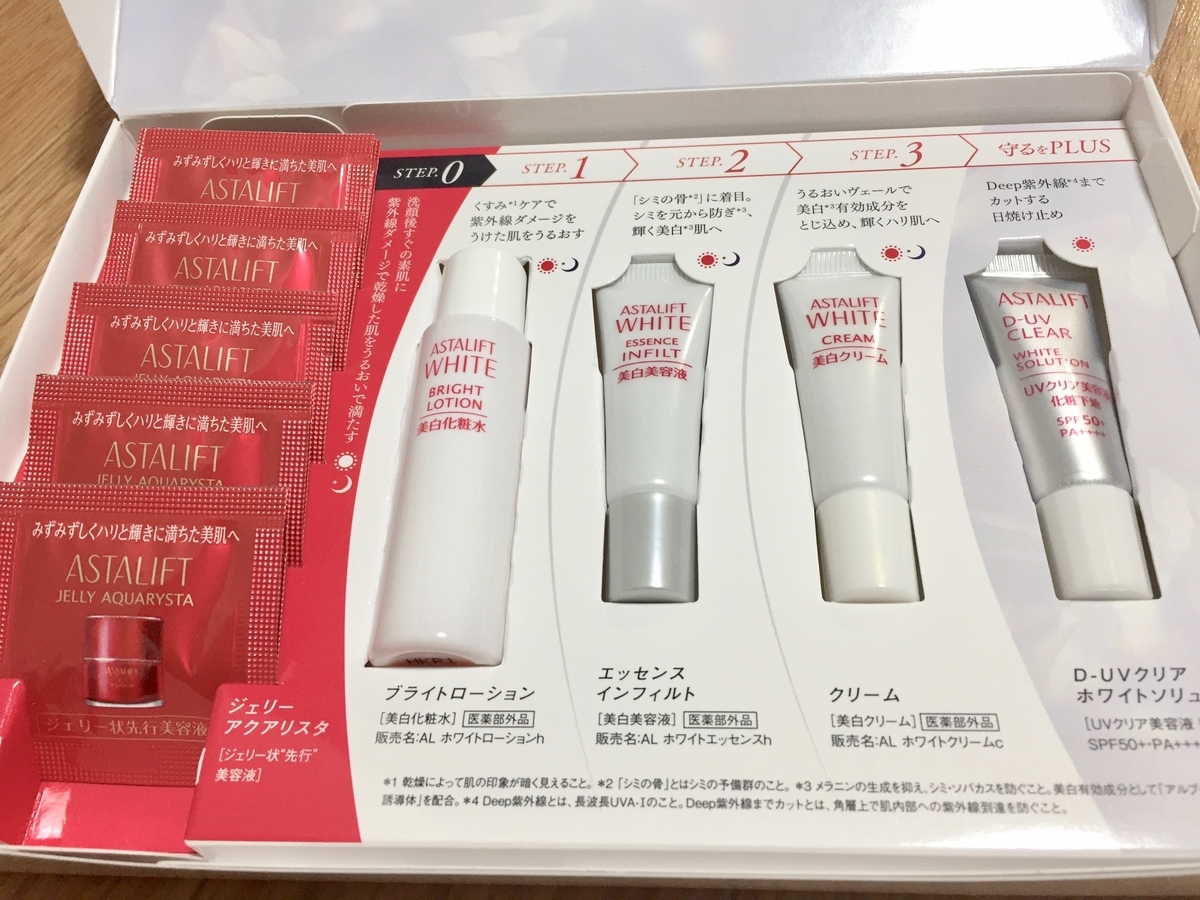 みずみずしくハリと輝きに満ちた美肌へ
ASTALIFT
みずみずしくハリと輝きに満ちた美肌へ
ASTALIFT
みずみずしくハリと輝きに満ちた美肌へ
ASTALIFT
JELLY AQUARYSTA
みずみずしくハリと輝きに満ちた美肌へ
ASTALIFT
JELLY AQUARYSTA
みずみずしくハリと輝きに満ちた美肌へ
ASTALIFT
JELLY AQUARYSTA
ASTALIFT
ジェリー状先行美容液
STEP.0
洗顔後すぐの素肌に
紫外線ダメージで乾燥した肌をうるおいで満たす
ジェリー
アクアリスタ
[ジェリー状"先行"
美容液]
STEP.1
くすみ*1ケアで
紫外線ダメージを
うけた肌をうるおす
ASTALIFT
WHITE
BRIGHT
LOTION
美白化粧水
ブライトローション
[美白化粧水] 医薬部外品
販売名:AL ホワイトローションh
STEP.2
「シミの骨*2」に着目。
シミを元から防ぎ*3、
輝く美白*3肌へ
ASTALIFT
WHITE
ESSENCE
INFILT
美白美容液
エッセンス
インフィルト
[美白美容液] 医薬部外品
販売名:AL ホワイトエッセンスh
STEP.3
うるおいヴェールで
美白*3有効成分を
とじ込め、輝くハリ肌へ
ASTALIFT
WHITE
CREAM
美白クリーム
クリーム
[美白クリーム] 医薬部外品
販売名:AL ホワイトクリームc
守るをPLUS
Deep紫外線*4まで
カットする
日焼け止め
ASTALIFT
D-UV
CLEAR
WHITE
SOLUTION
UVクリア美容液
化粧下地
SPF50+
PA++++
D-UVクリア
ホワイトソリュ
[UVクリア美容液
SPF50+・PA+++
*1 乾燥によって肌の印象が暗く見えること。*2「シミの骨」とはシミの予備群のこと。*3 メラニンの生成を抑え、シミ・ソバカスを防ぐこと。美白有効成分として「アルブ
誘導体」を配合。*4 Deep紫外線とは、長波長UVA-Iのこと。Deep紫外線までカットとは、角層上で肌内部への紫外線到達を防ぐこと。